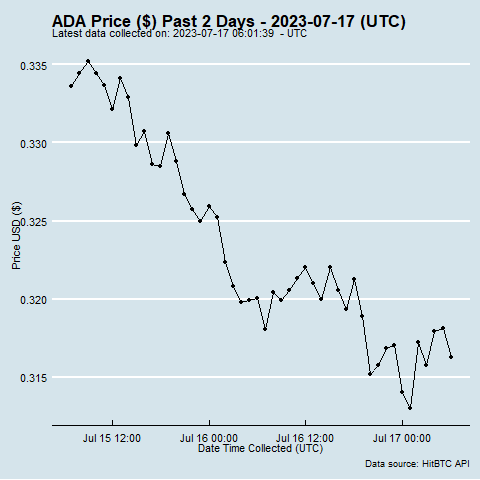 ADA Price ($) Past 2 Days - 2023-07-17 (UTC)
Latest data collected on: 2023-07-17 06:01:39 - UTC
0.335
0.330
0.325
0.320
0.315
Price USD ($)
Jul 15 12:00 Jul 16 00:00 Jul 16 12:00 Jul 17 00:00
Date Time Collected (UTC)
Data source: HitBTC API